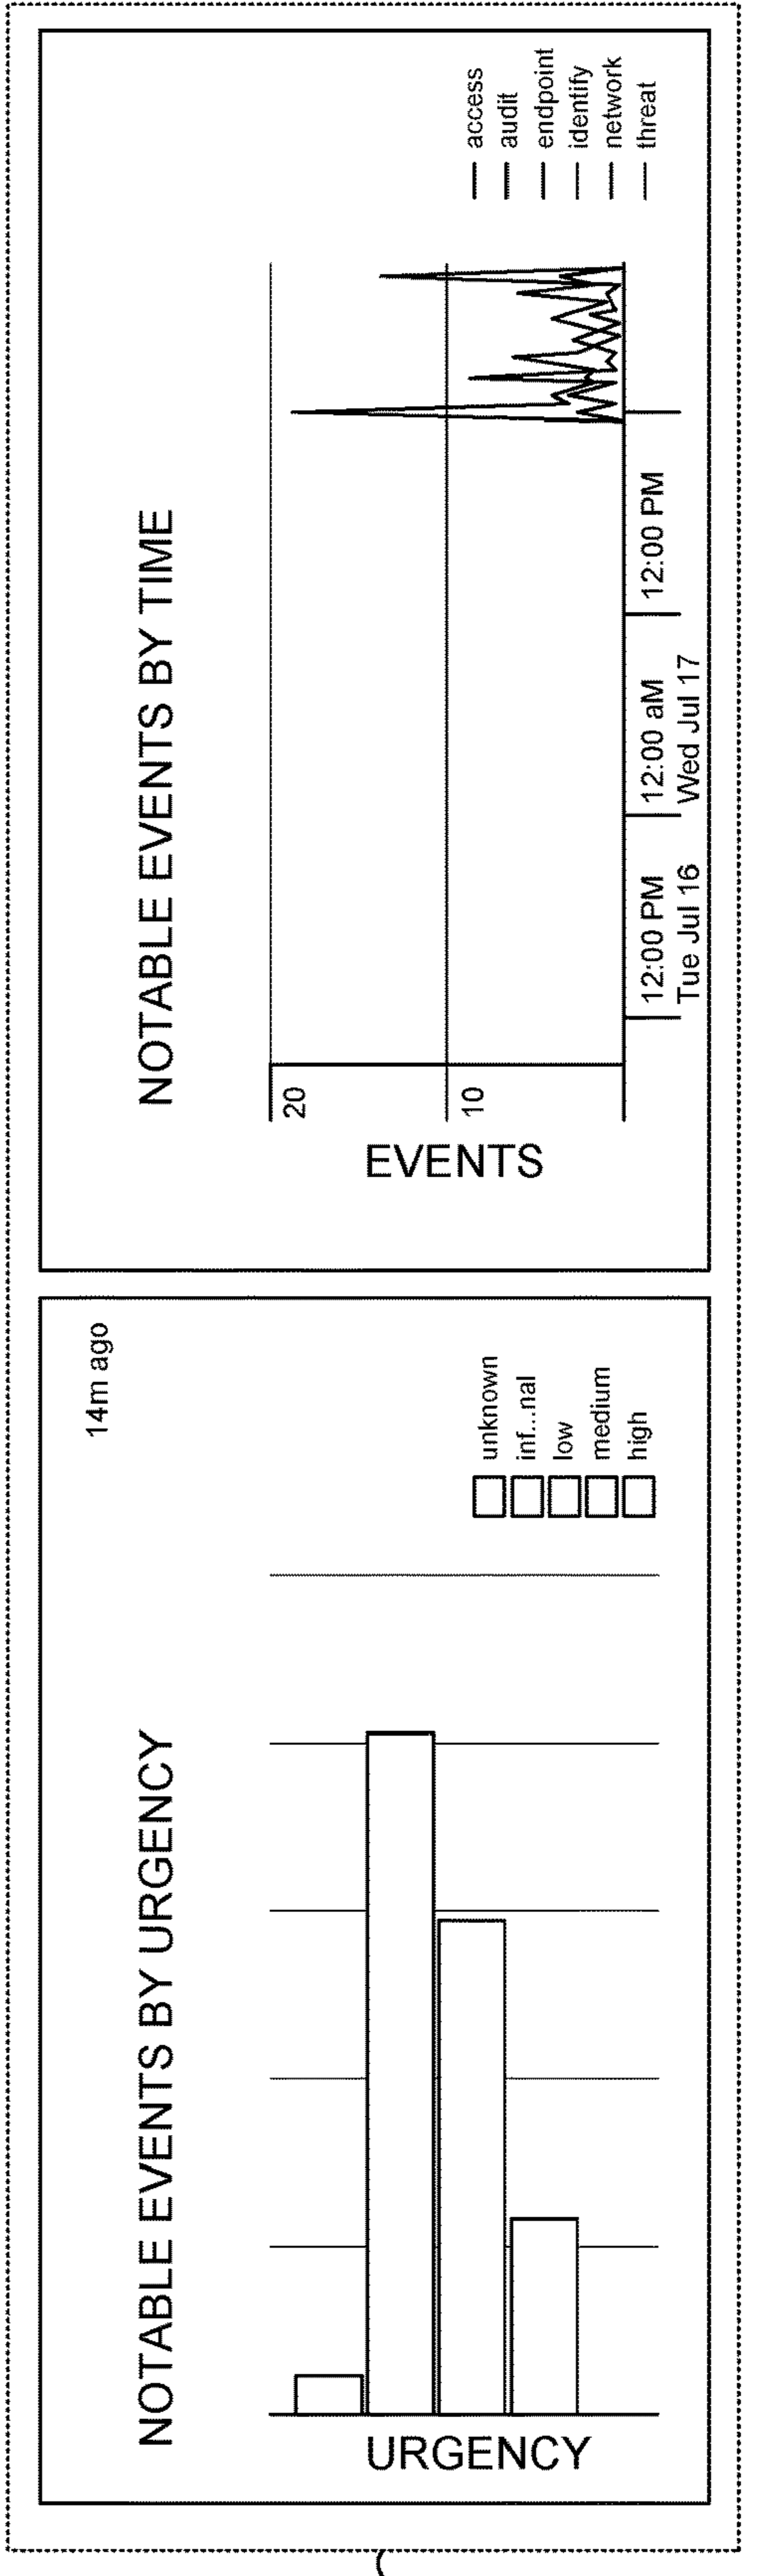 NOTABLE EVENTS BY URGENCY
14m ago
URGENCY
unknown
inf...nal
low
medium
high
NOTABLE EVENTS BY TIME
EVENTS
20
10
12:00 PM
Tue Jul 16
12:00 aM
Wed Jul 17
12:00 PM
access
audit
endpoint
identify
network
threat